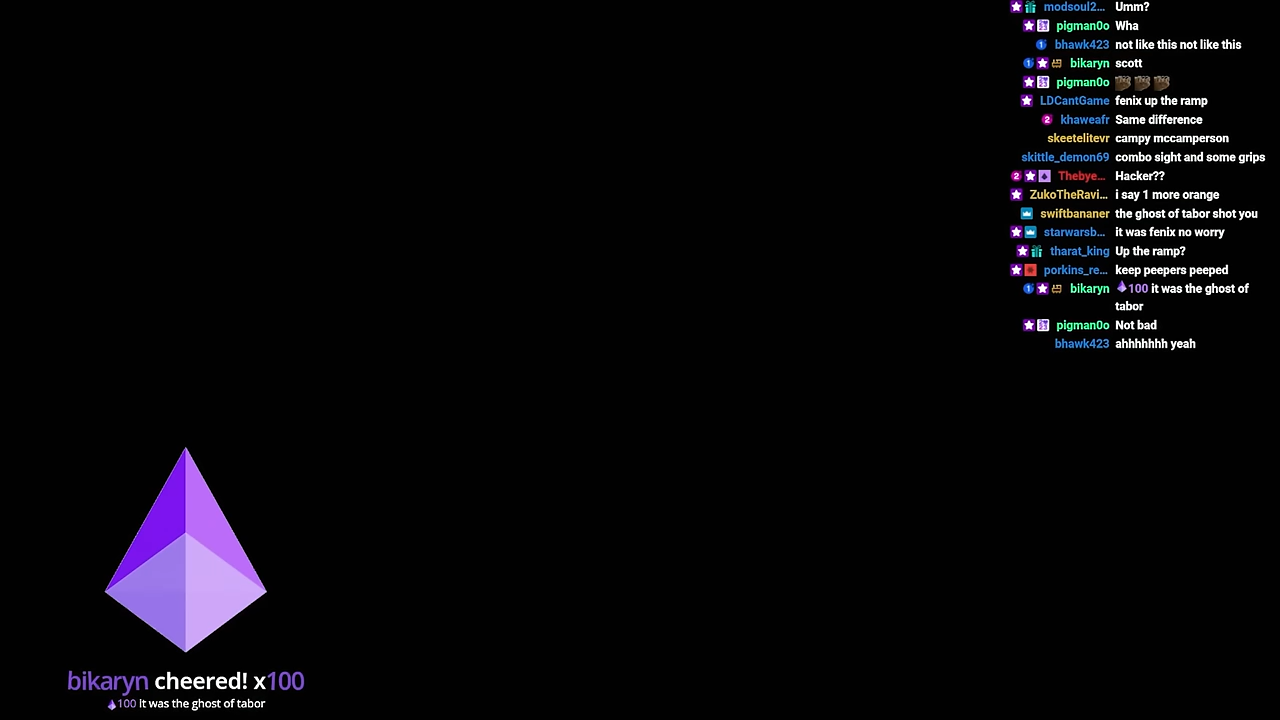 modsoul2... Umm?
pigman0o Wha
bhawk423 not like this not like this
bikaryn scott
pigman0o
LDCantGame fenix up the ramp
2 khaweafr Same difference
skeetelitevr campy mccamperson
skittle_demon69 combo sight and some grips
2 Thebye... Hacker??
ZukoTheRavi... i say 1 more orange
swiftbananer the ghost of tabor shot you
starwarsb... it was fenix no worry
tharat_king Up the ramp?
porkins_re... keep peepers peeped
1 bikaryn 100 it was the ghost of
tabor
pigman0o Not bad
bhawk423 ahhhhhhh yeah
bikaryn cheered! x100
100 it was the ghost of tabor